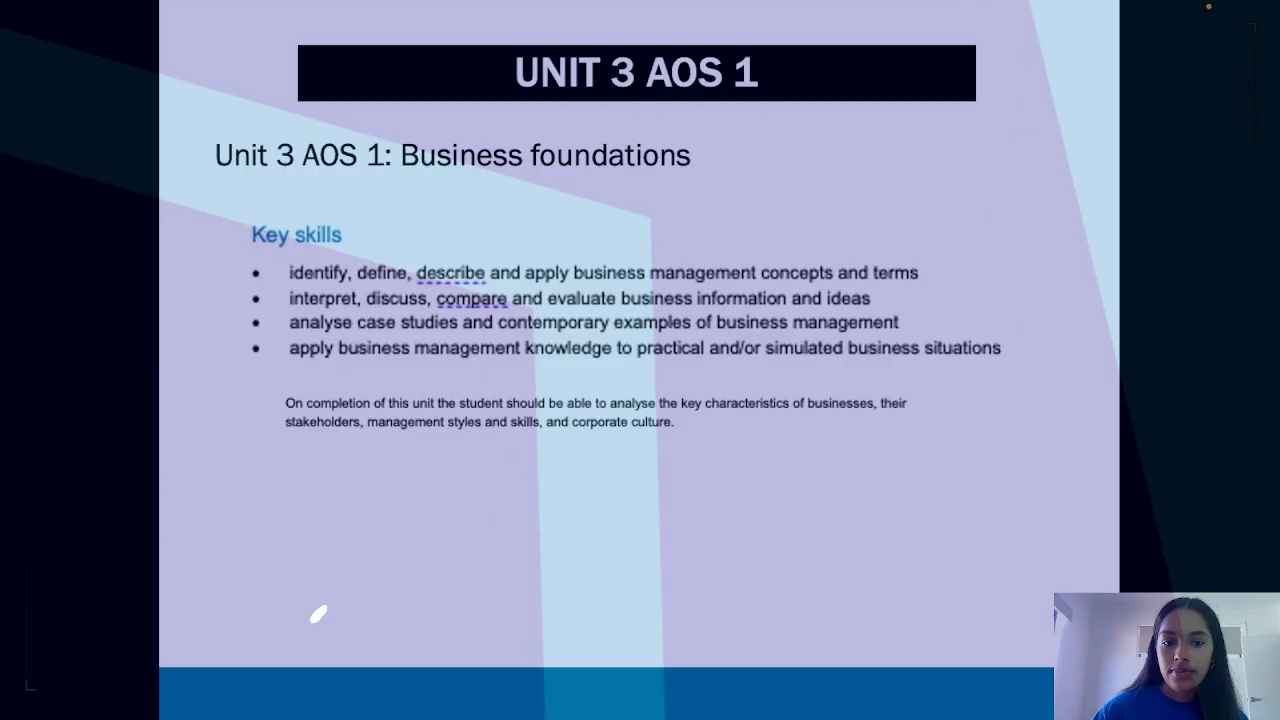 UNIT 3 AOS 1
Unit 3 AOS 1: Business foundations
Key skills
• identify, define, describe and apply business management concepts and terms
• interpret, discuss, compare and evaluate business information and ideas
• analyse case studies and contemporary examples of business management
• apply business management knowledge to practical and/or simulated business situations
On completion of this unit the student should be able to analyse the key characteristics of businesses, their
stakeholders, management styles and skills, and corporate culture.